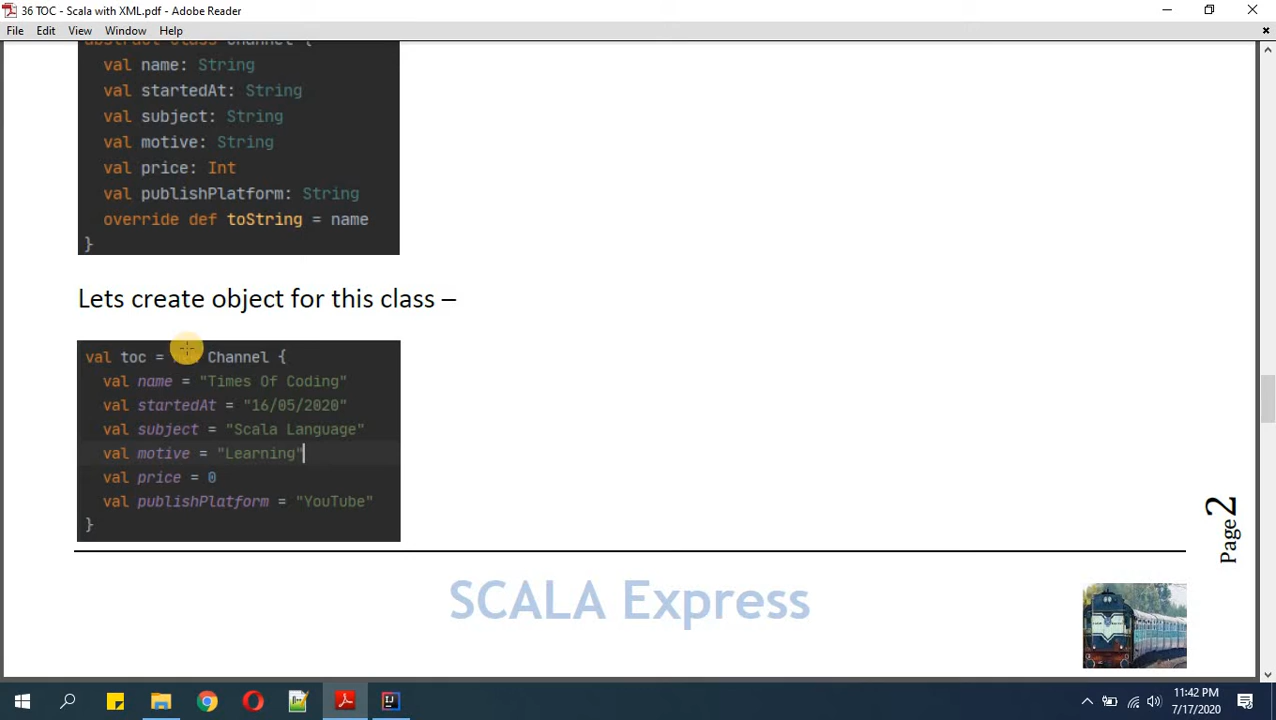 36 TOC - Scala with XML.pdf - Adobe Reader
File Edit View Window Help
abstract class Channel {
val name: String
val startedAt: String
val subject: String
val motive: String
val price: Int
val publishPlatform: String
override def toString = name
}
Lets create object for this class –
val toc = Channel {
val name = "Times Of Coding"
val startedAt = "16/05/2020"
val subject = "Scala Language"
val motive = "Learning"
val price = 0
val publishPlatform = "YouTube"
}
Page 2
SCALA Express
11:42 PM
7/17/2020